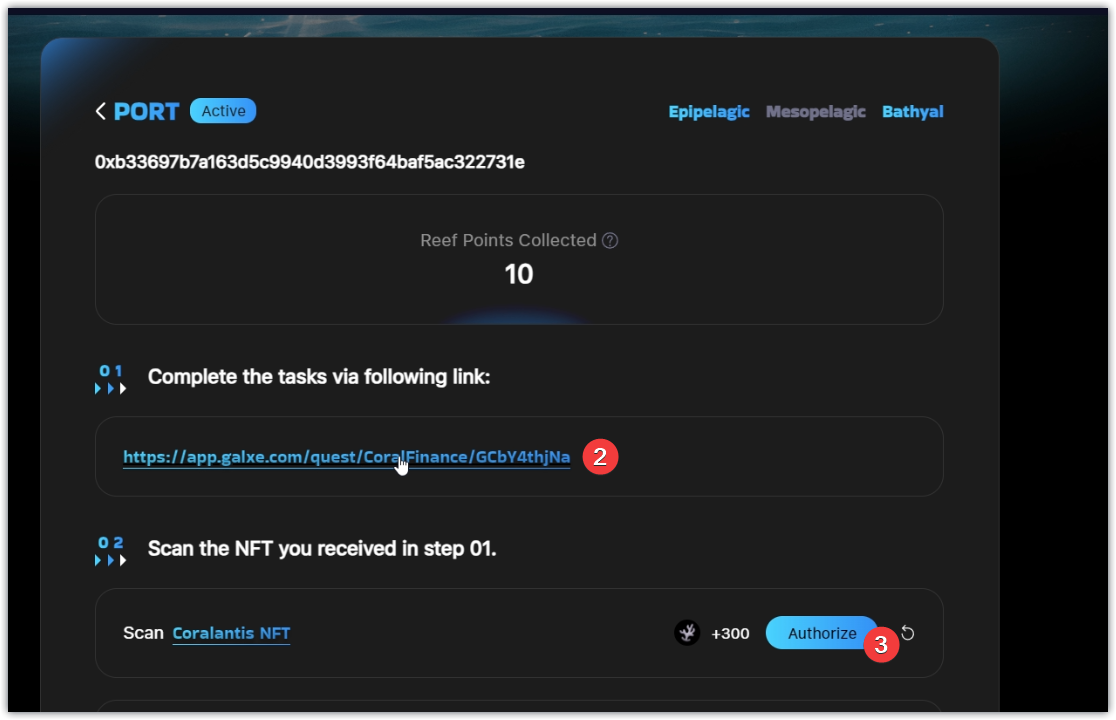 PORT Active Epipelagic Mesopelagic Bathyal
0xb33697b7a163d5c9940d3993f64baf5ac322731e
Reef Points Collected ?
10
01 Complete the tasks via following link:
https://app.galxe.com/quest/CoralFinance/GCbY4thjNa 2
02 Scan the NFT you received in step 01.
Scan Coralantis NFT +300 Authorize 3